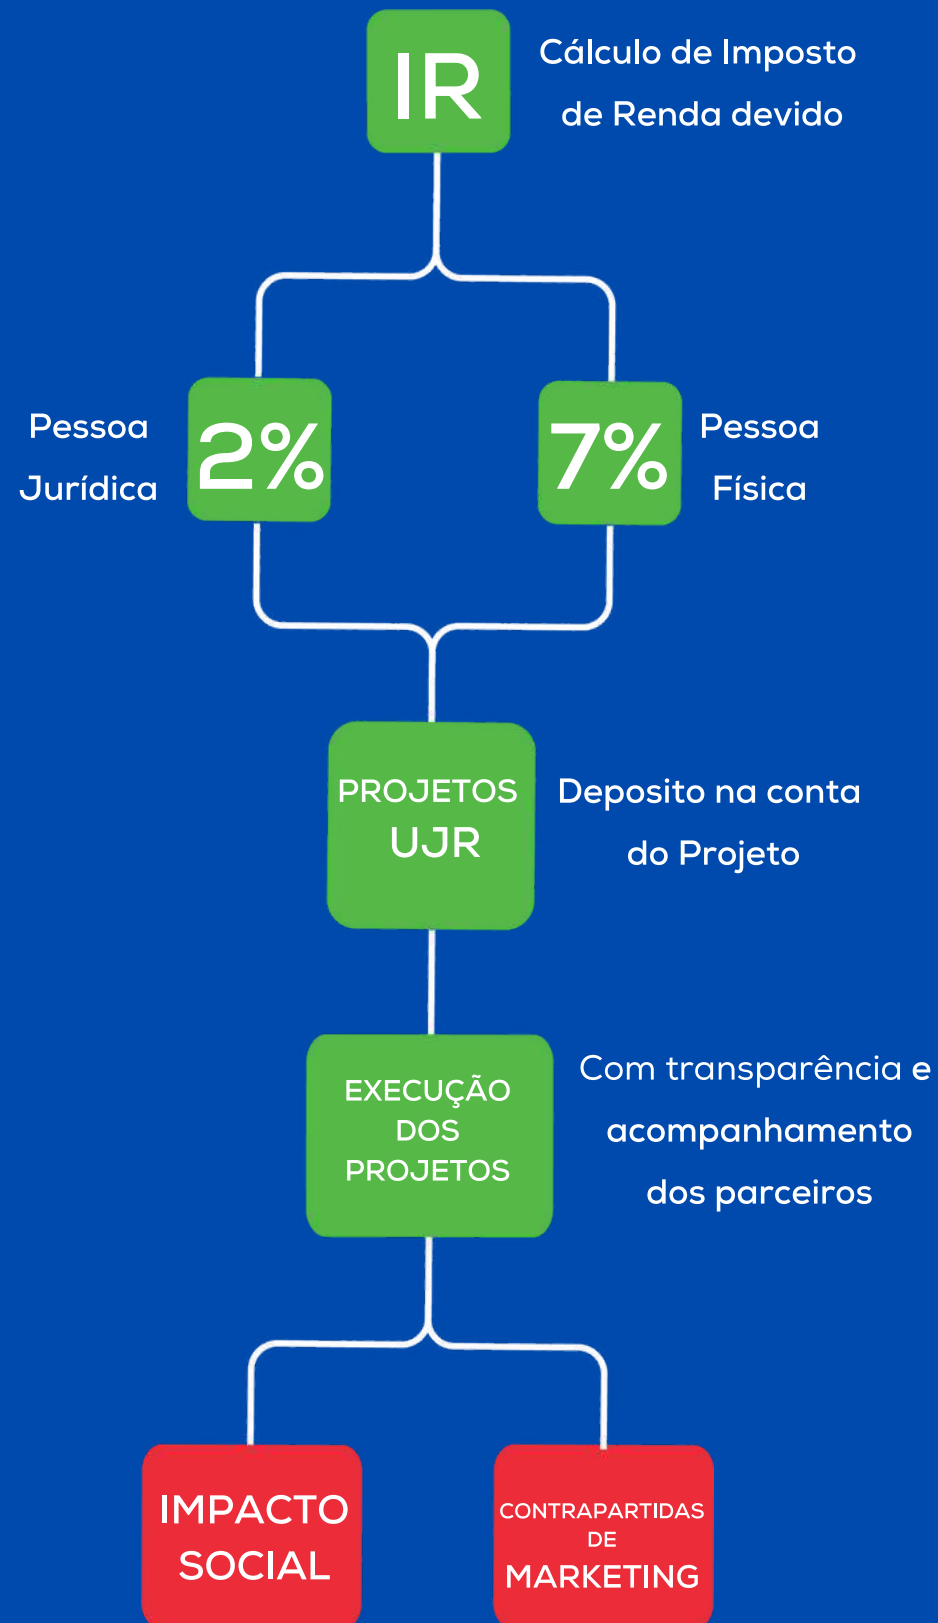 IR
Cálculo de Imposto
de Renda devido
Pessoa
Jurídica
2%
7%
Pessoa
Física
PROJETOS
UJR
Deposito na conta
do Projeto
EXECUÇÃO
DOS
PROJETOS
Com transparência e
acompanhamento
dos parceiros
IMPACTO
SOCIAL
CONTRAPARTIDAS
DE
MARKETING